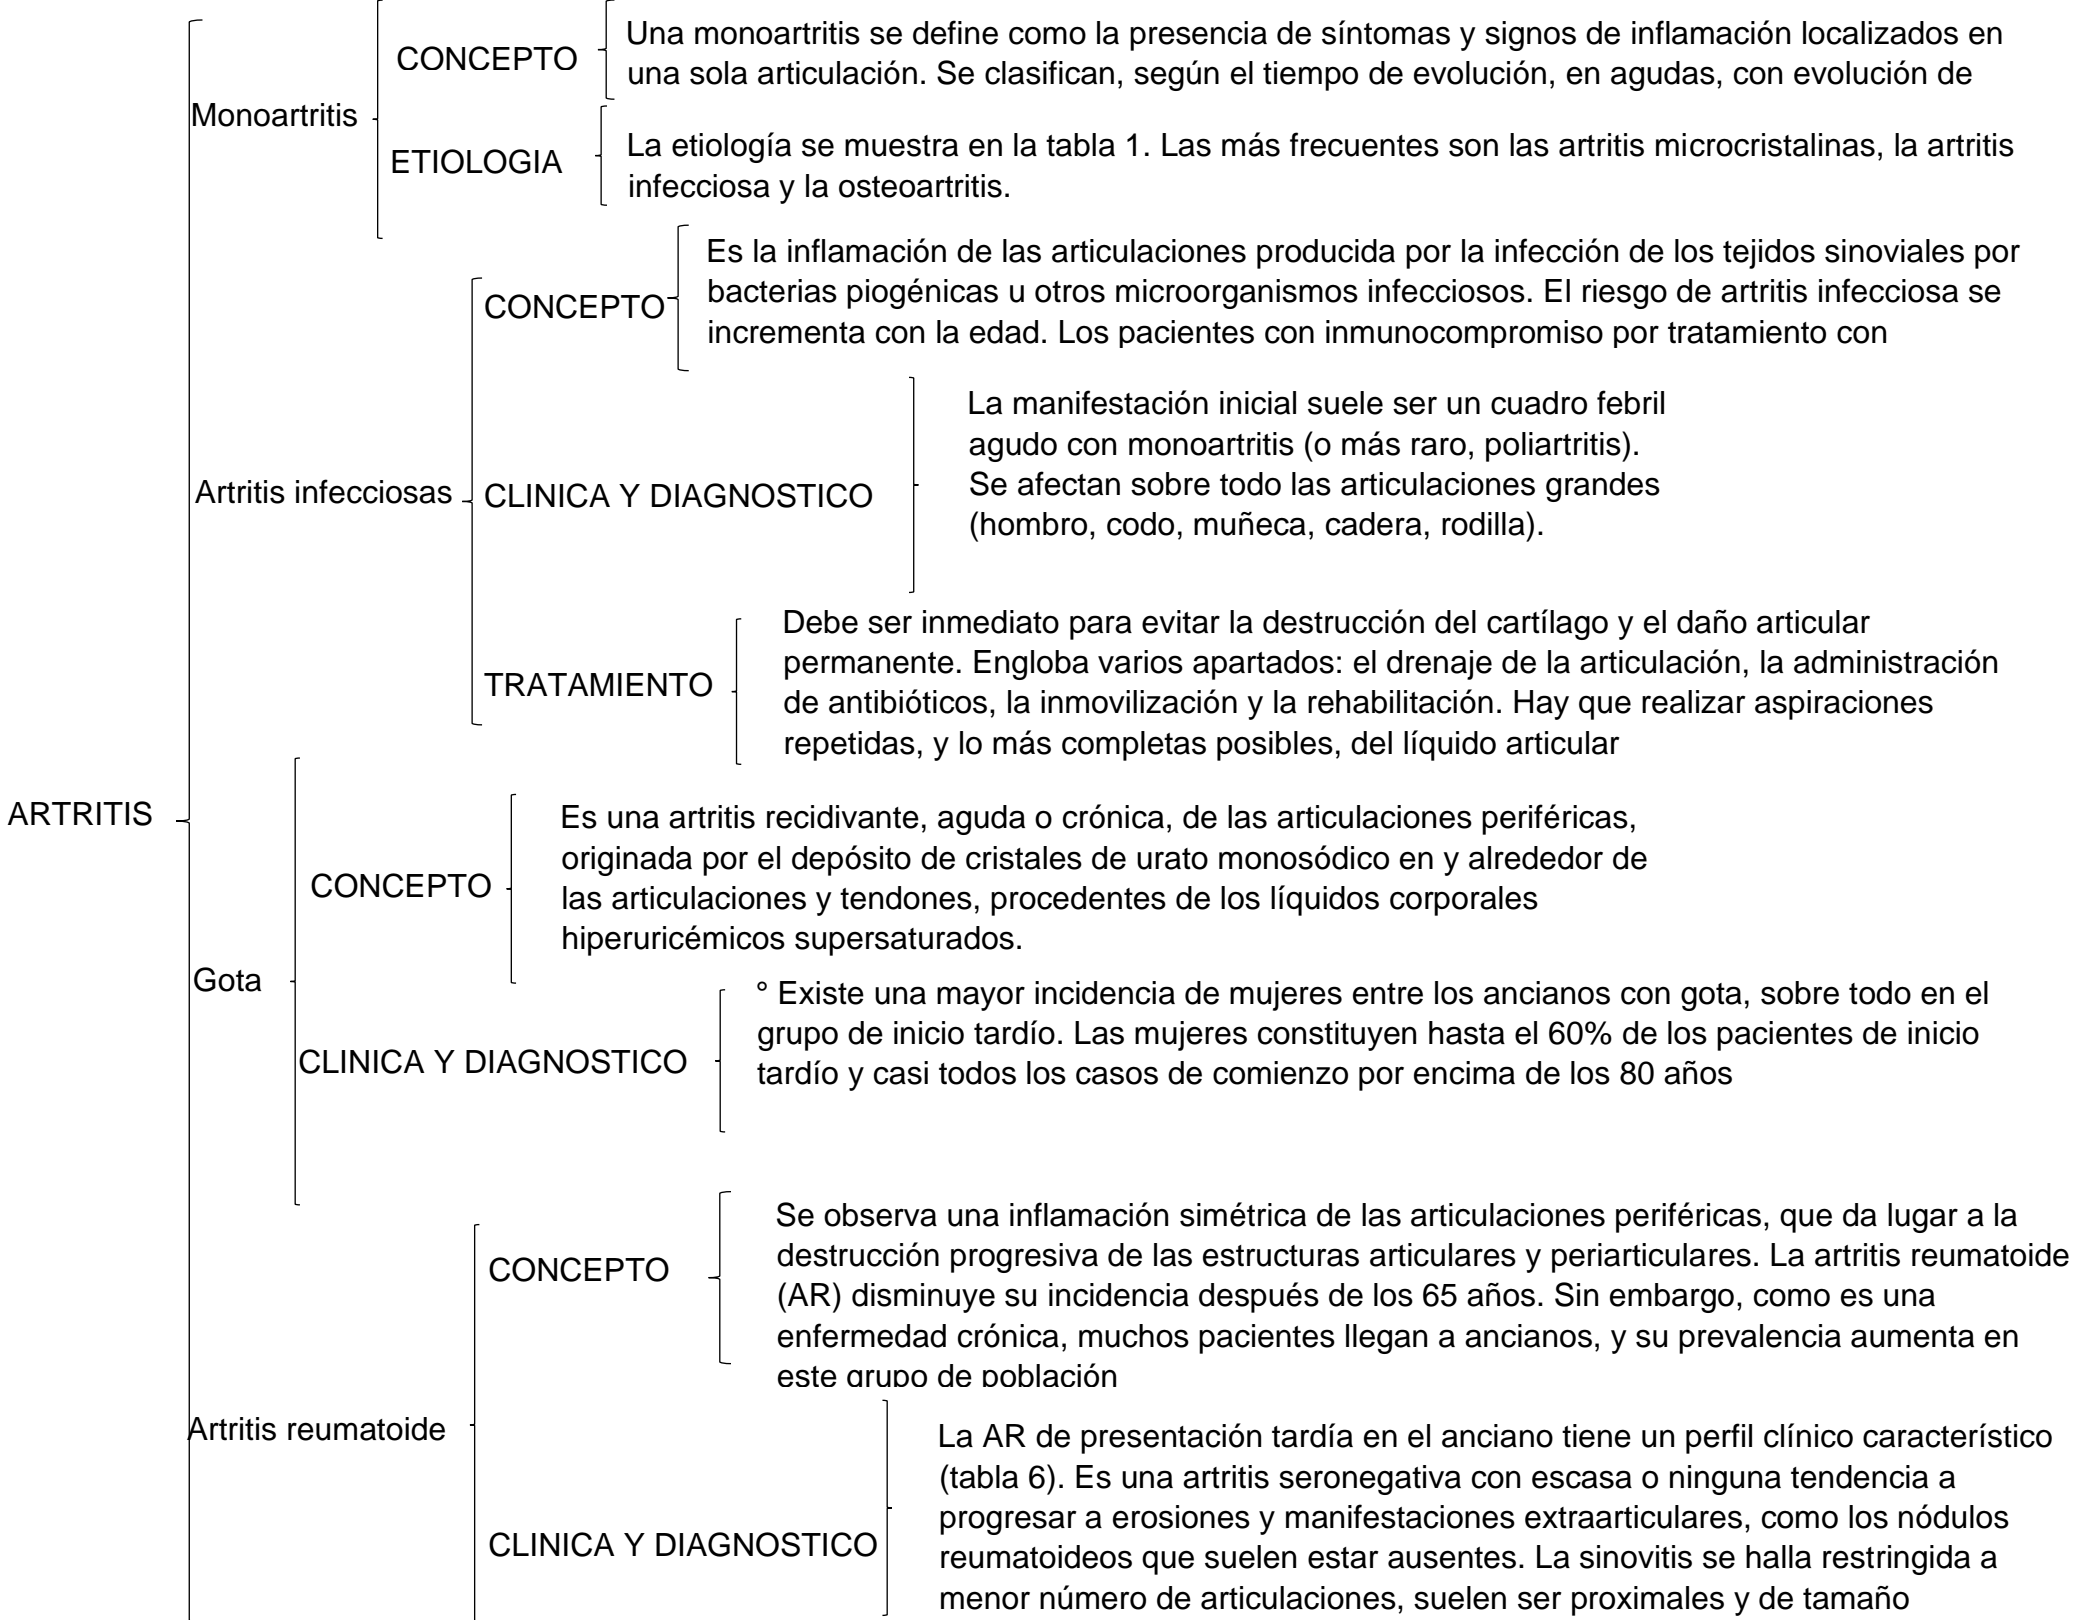 Una monoartritis se define como la presencia de síntomas y signos de inflamación localizados en
CONCEPTO
una sola articulación. Se clasifican, según el tiempo de evolución, en agudas, con evolución de
Monoartritis
La etiología se muestra en la tabla 1. Las más frecuentes son las artritis microcristalinas, la artritis
ETIOLOGIA
infecciosa y la osteoartritis.
Es la inflamación de las articulaciones producida por la infección de los tejidos sinoviales por
bacterias piogénicas u otros microorganismos infecciosos. El riesgo de artritis infecciosa se
CONCEPTO
incrementa con la edad. Los pacientes con inmunocompromiso por tratamiento con
La manifestación inicial suele ser un cuadro febril
agudo con monoartritis (o más raro, poliartritis).
Se afectan sobre todo las articulaciones grandes
Artritis infecciosas
CLINICA Y DIAGNOSTICO
(hombro, codo, muñeca, cadera, rodilla).
Debe ser inmediato para evitar la destrucción del cartílago y el daño articular
permanente. Engloba varios apartados: el drenaje de la articulación, la administración
TRATAMIENTO
de antibióticos, la inmovilización y la rehabilitación. Hay que realizar aspiraciones
repetidas, y lo más completas posibles, del líquido articular
ARTRITIS
Es una artritis recidivante, aguda o crónica, de las articulaciones periféricas,
originada por el depósito de cristales de urato monosódico en y alrededor de
CONCEPTO
las articulaciones y tendones, procedentes de los líquidos corporales
hiperuricémicos supersaturados.
Gota
° Existe una mayor incidencia de mujeres entre los ancianos con gota, sobre todo en el
grupo de inicio tardío. Las mujeres constituyen hasta el 60% de los pacientes de inicio
CLINICA Y DIAGNOSTICO
tardío y casi todos los casos de comienzo por encima de los 80 años
Se observa una inflamación simétrica de las articulaciones periféricas, que da lugar a la
destrucción progresiva de las estructuras articulares y periarticulares. La artritis reumatoide
CONCEPTO
(AR) disminuye su incidencia después de los 65 años. Sin embargo, como es una
enfermedad crónica, muchos pacientes llegan a ancianos, y su prevalencia aumenta en
este grupo de población
Artritis reumatoide
La AR de presentación tardía en el anciano tiene un perfil clínico característico
(tabla 6). Es una artritis seronegativa con escasa o ninguna tendencia a
progresar a erosiones y manifestaciones extraarticulares, como los nódulos
CLINICA Y DIAGNOSTICO
reumatoideos que suelen estar ausentes. La sinovitis se halla restringida a
menor número de articulaciones, suelen ser proximales y de tamaño